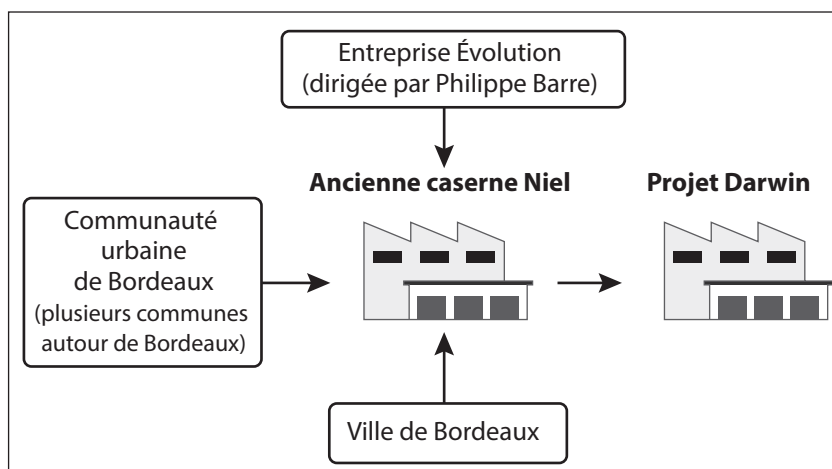 Entreprise Évolution
(dirigée par Philippe Barre)
Ancienne caserne Niel
Projet Darwin
Communauté
urbaine
de Bordeaux
(plusieurs communes
autour de Bordeaux)
Ville de Bordeaux